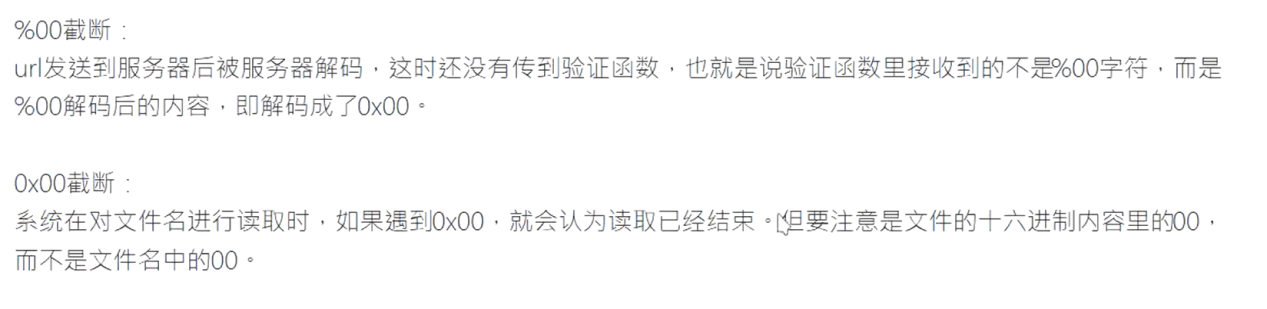 %00截断：
url发送到服务器后被服务器解码，这时还没有传到验证函数，也就是说验证函数里接收到的不是%00字符，而是
%00解码后的内容，即解码成了0x00。
0x00截断：
系统在对文件名进行读取时，如果遇到0x00，就会认为读取已经结束。但要注意是文件的十六进制内容里的00，
而不是文件名中的00。